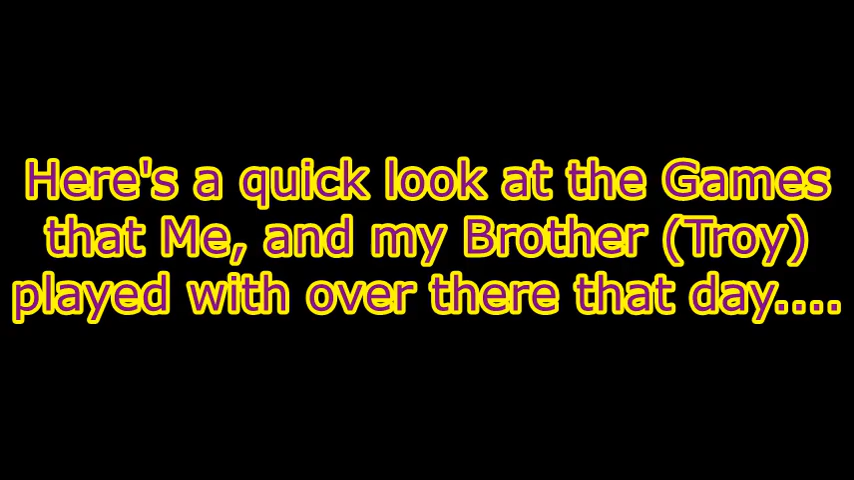 Here's a quick look at the Games
that Me, and my Brother (Troy)
played with over there that day....